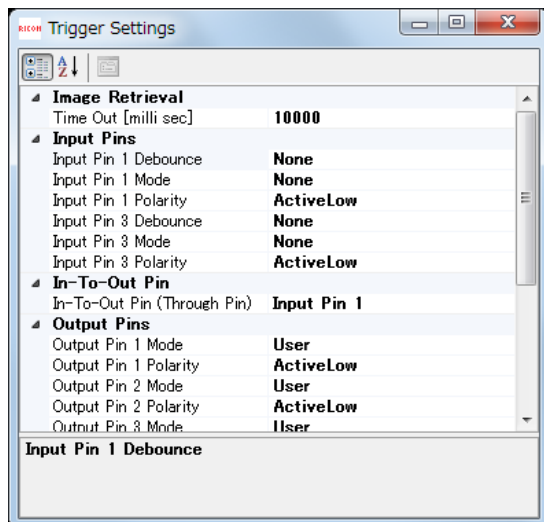 RICOH Trigger Settings
Image Retrieval
Time Out [milli sec] 10000
Input Pins
Input Pin 1 Debounce None
Input Pin 1 Mode None
Input Pin 1 Polarity ActiveLow
Input Pin 3 Debounce None
Input Pin 3 Mode None
Input Pin 3 Polarity ActiveLow
In-To-Out Pin
In-To-Out Pin (Through Pin) Input Pin 1
Output Pins
Output Pin 1 Mode User
Output Pin 1 Polarity ActiveLow
Output Pin 2 Mode User
Output Pin 2 Polarity ActiveLow
Output Pin 3 Mode User
Input Pin 1 Debounce